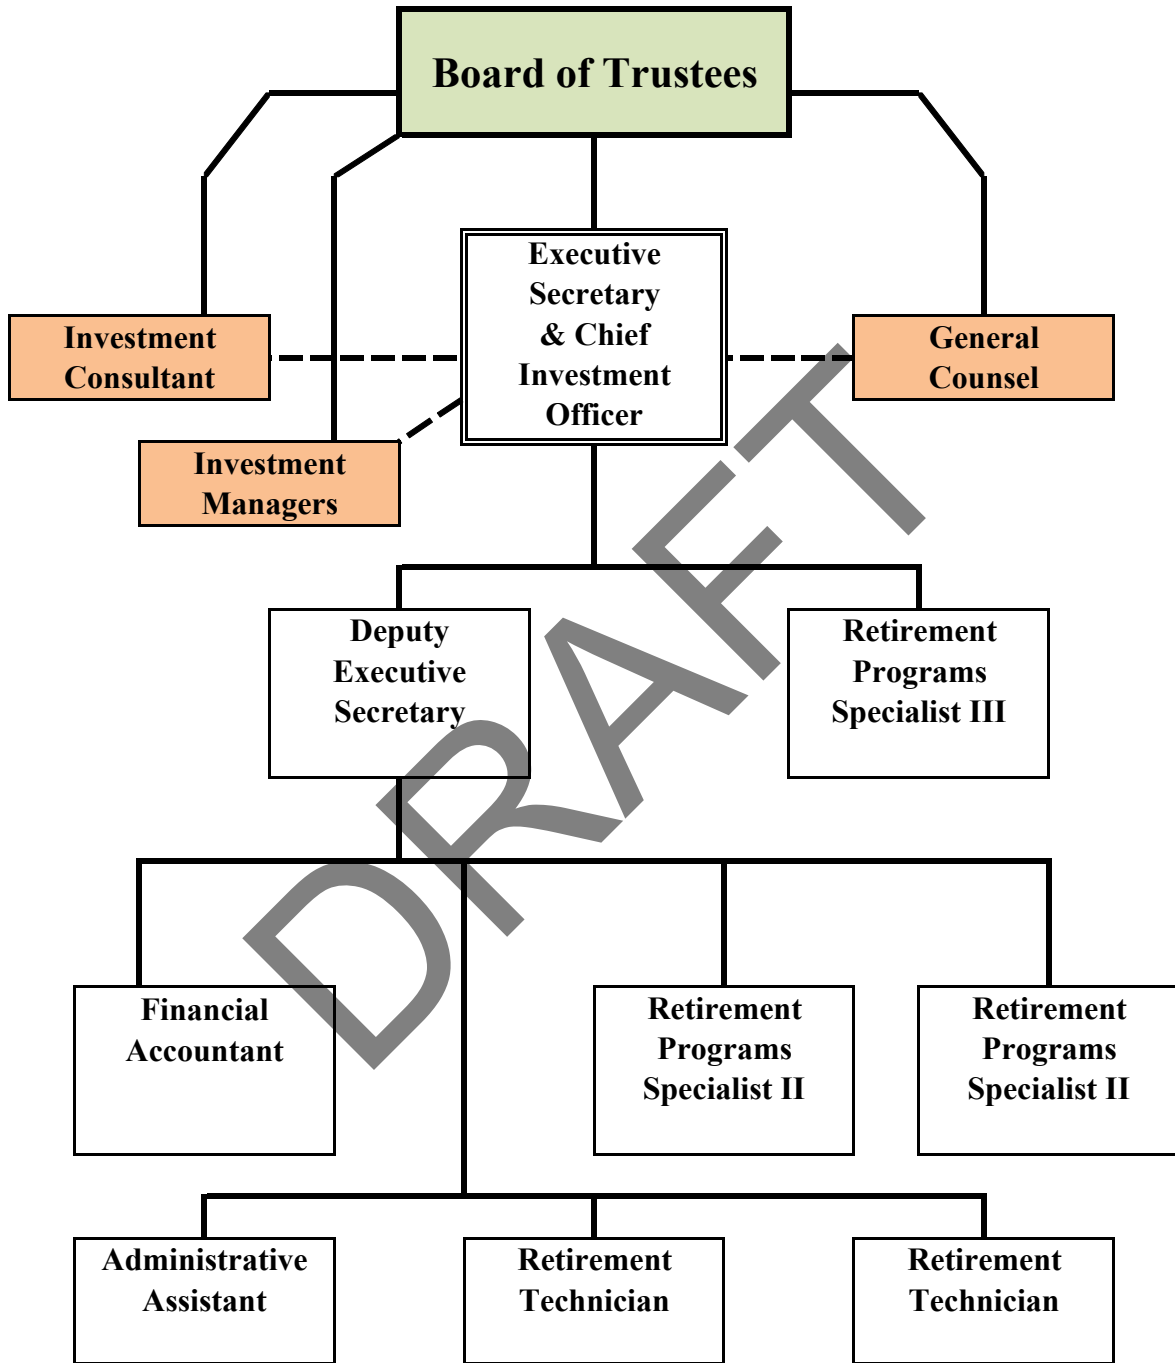 Board of Trustees
Executive
Secretary
& Chief
Investment
Officer
Investment
Consultant
General
Counsel
Investment
Managers
Deputy
Executive
Secretary
Retirement
Programs
Specialist III
Financial
Accountant
Retirement
Programs
Specialist II
Retirement
Programs
Specialist II
Administrative
Assistant
Retirement
Technician
Retirement
Technician
DRAFT